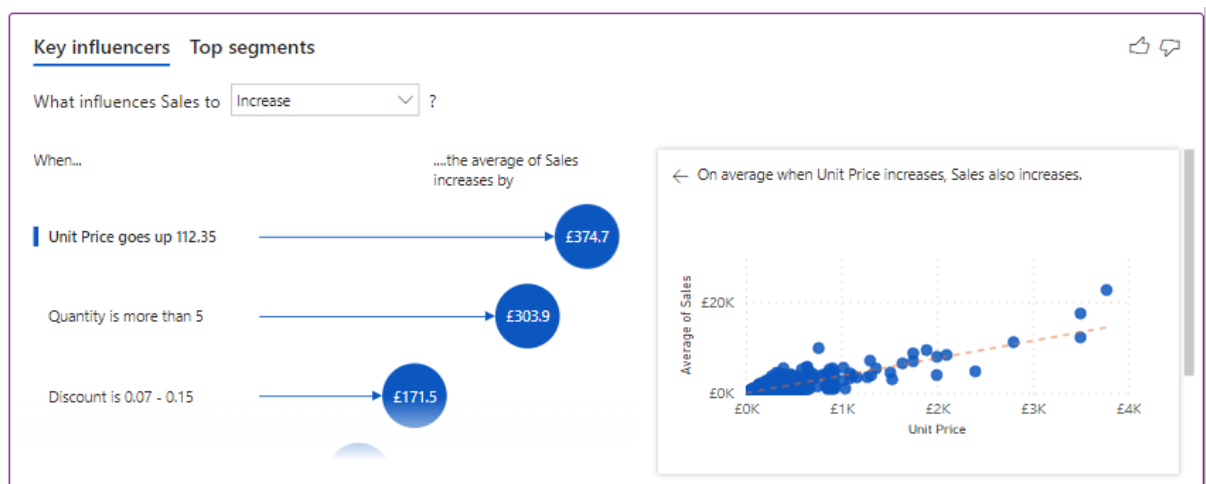 Key influencers Top segments
What influences Sales to Increase ?
When...
....the average of Sales
increases by
Unit Price goes up 112.35
£374.7
Quantity is more than 5
£303.9
Discount is 0.07 - 0.15
£171.5
← On average when Unit Price increases, Sales also increases.
Average of Sales
£20K
£0K
£0K £1K £2K £3K £4K
Unit Price